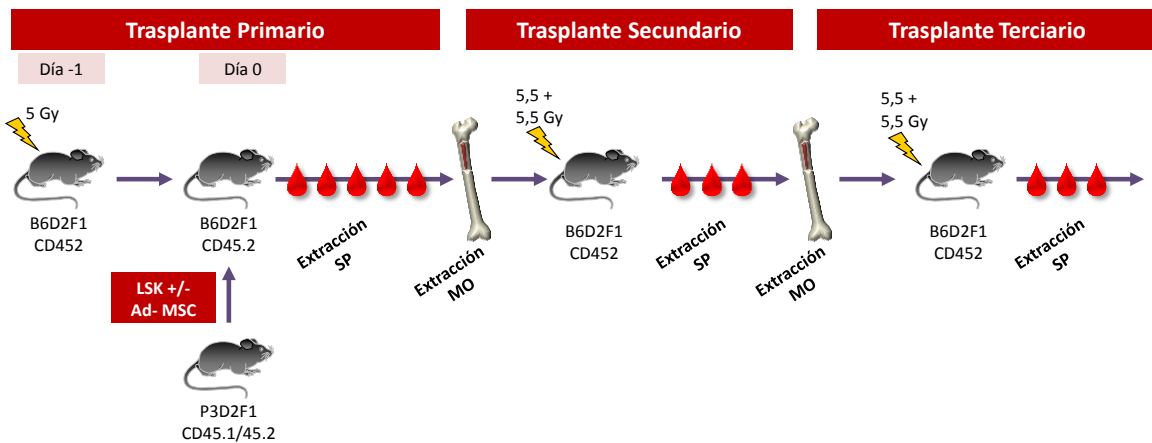 Trasplante Primario
Trasplante Secundario
Trasplante Terciario
Día -1
Día 0
5 Gy
5,5 +
5,5 Gy
5,5 +
5,5 Gy
B6D2F1
CD452
B6D2F1
CD45.2
Extracción
SP
Extracción
MO
B6D2F1
CD452
Extracción
SP
Extracción
MO
B6D2F1
CD452
Extracción
SP
LSK +/-
Ad- MSC
P3D2F1
CD45.1/45.2